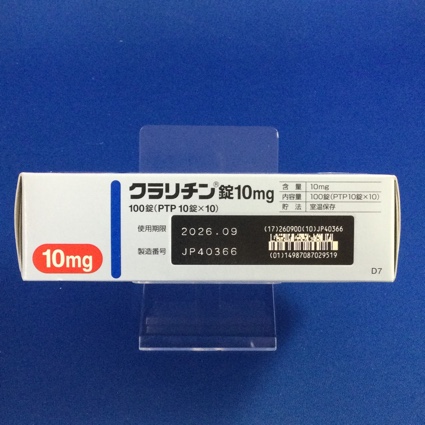 クラリチン®錠10mg
100錠(PTP 10錠×10)
含 量 10mg
内容量 100錠(PTP10錠×10)
貯 法 室温保存
使用期限 2026.09
製造番号 JP40366
(17)260900(10)JP40366
(01)14987087029519
10mg
D7